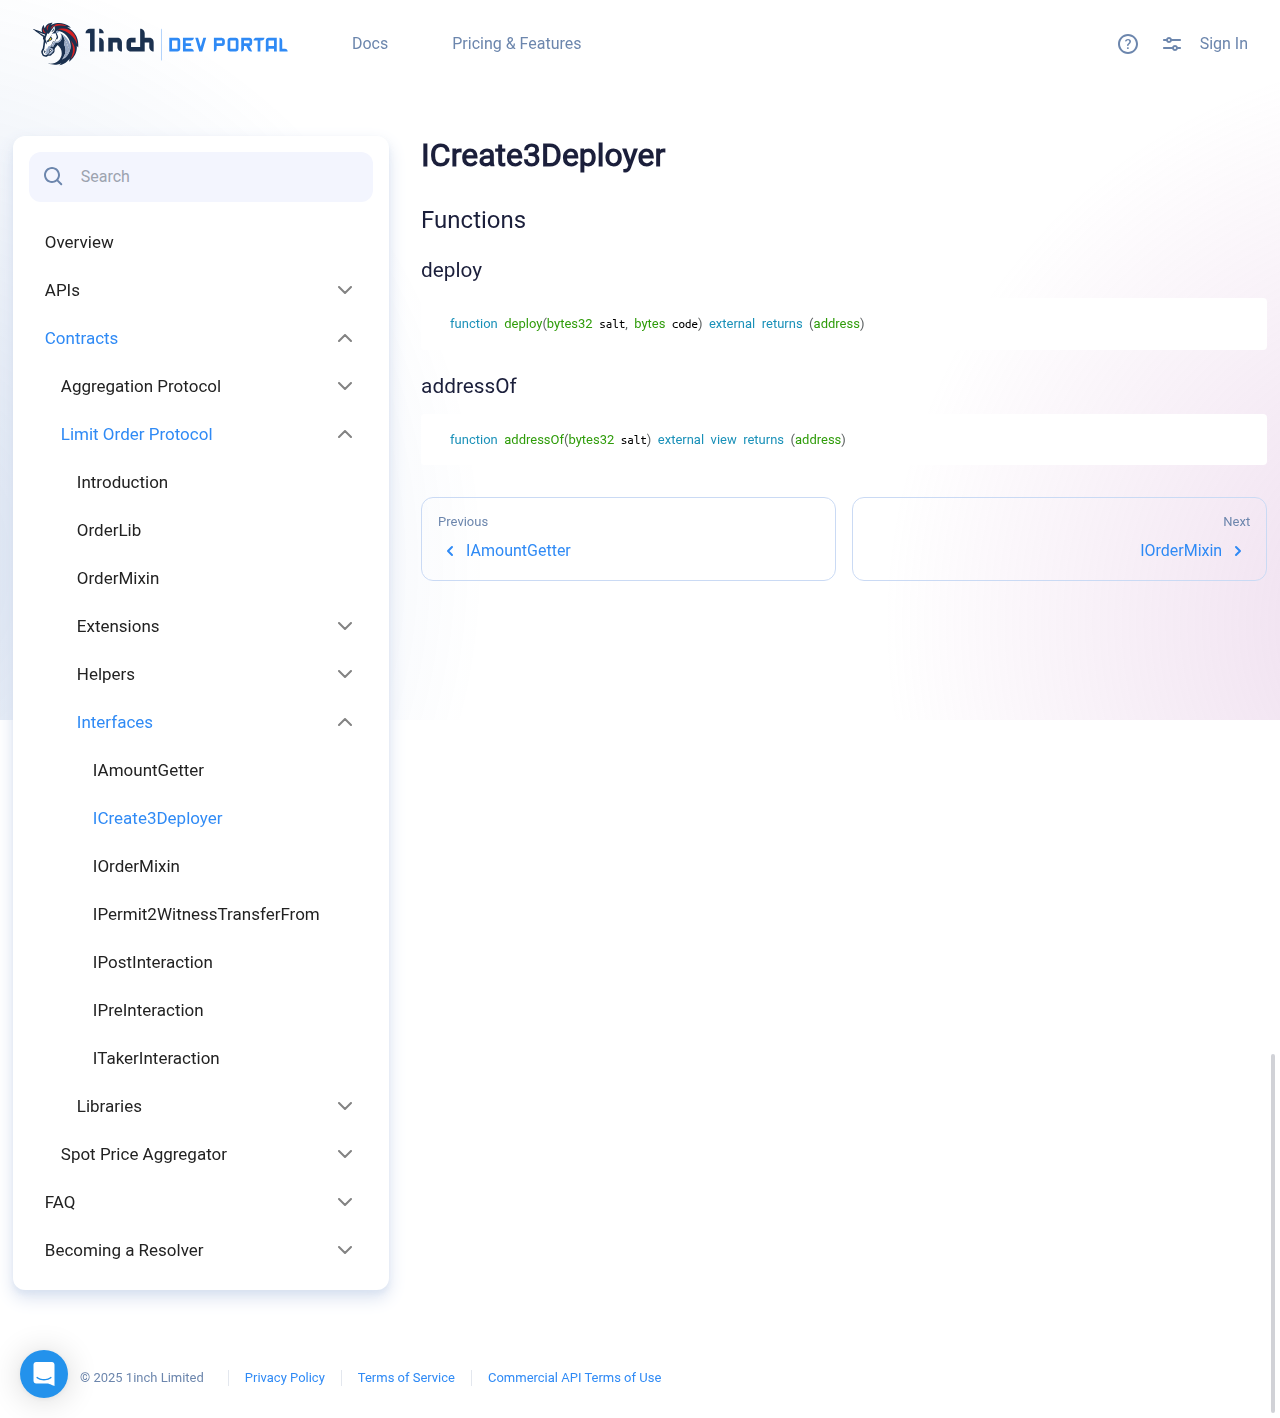 1inch DEV PORTAL
Docs
Pricing & Features
Sign In
Search
Overview
APIs
Contracts
Aggregation Protocol
Limit Order Protocol
Introduction
OrderLib
OrderMixin
Extensions
Helpers
Interfaces
IAmountGetter
ICreate3Deployer
IOrderMixin
IPermit2WitnessTransferFrom
IPostInteraction
IPreInteraction
ITakerInteraction
Libraries
Spot Price Aggregator
FAQ
Becoming a Resolver
ICreate3Deployer
Functions
deploy
function deploy(bytes32 salt, bytes code) external returns (address)
addressOf
function addressOf(bytes32 salt) external view returns (address)
Previous
IAmountGetter
Next
IOrderMixin
© 2025 1inch Limited
Privacy Policy
Terms of Service
Commercial API Terms of Use